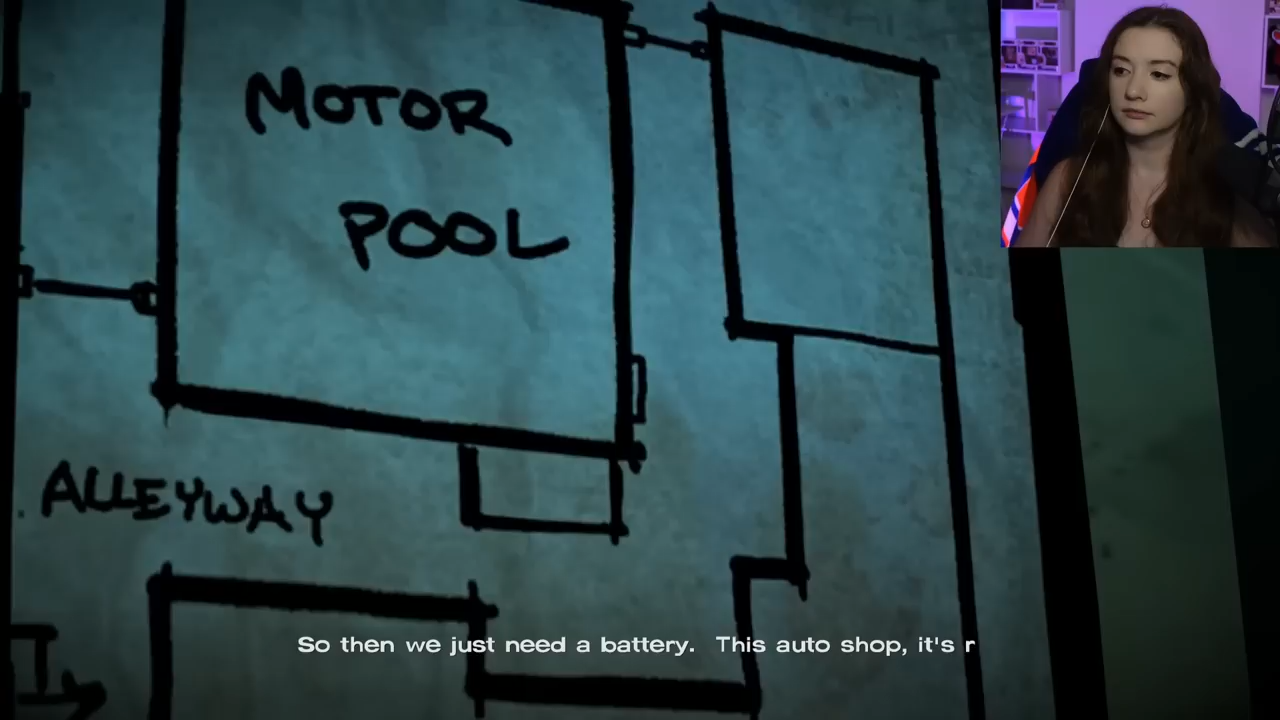 MOTOR
POOL
ALLEYWAY
So then we just need a battery.  This auto shop, it's r